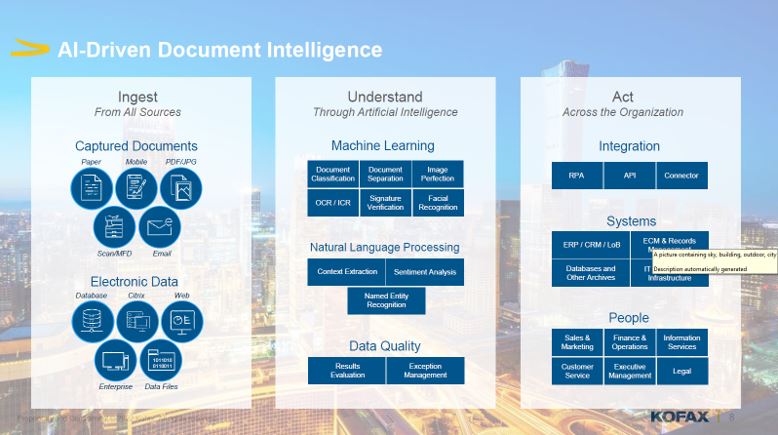 AI-Driven Document Intelligence
Ingest
From All Sources
Captured Documents
Paper
Mobile
PDF/JPG
Scan/MFD
Email
Electronic Data
Database
Citrix
Web
1011010
0110011
Enterprise
Data Files
Understand
Through Artificial Intelligence
Machine Learning
Document
Classification
Document
Separation
Image
Perfection
OCR / ICR
Signature
Verification
Facial
Recognition
Natural Language Processing
Context Extraction
Sentiment Analysis
Named Entity
Recognition
Data Quality
Results
Evaluation
Exception
Management
Act
Across the Organization
Integration
RPA
API
Connector
Systems
ERP / CRM / LoB
ECM & Records
A picture containing sky, building, outdoor, city
Description automatically generated
Databases and
Other Archives
Infrastructure
People
Sales &
Marketing
Finance &
Operations
Information
Services
Customer
Service
Executive
Management
Legal
KOFAX
8